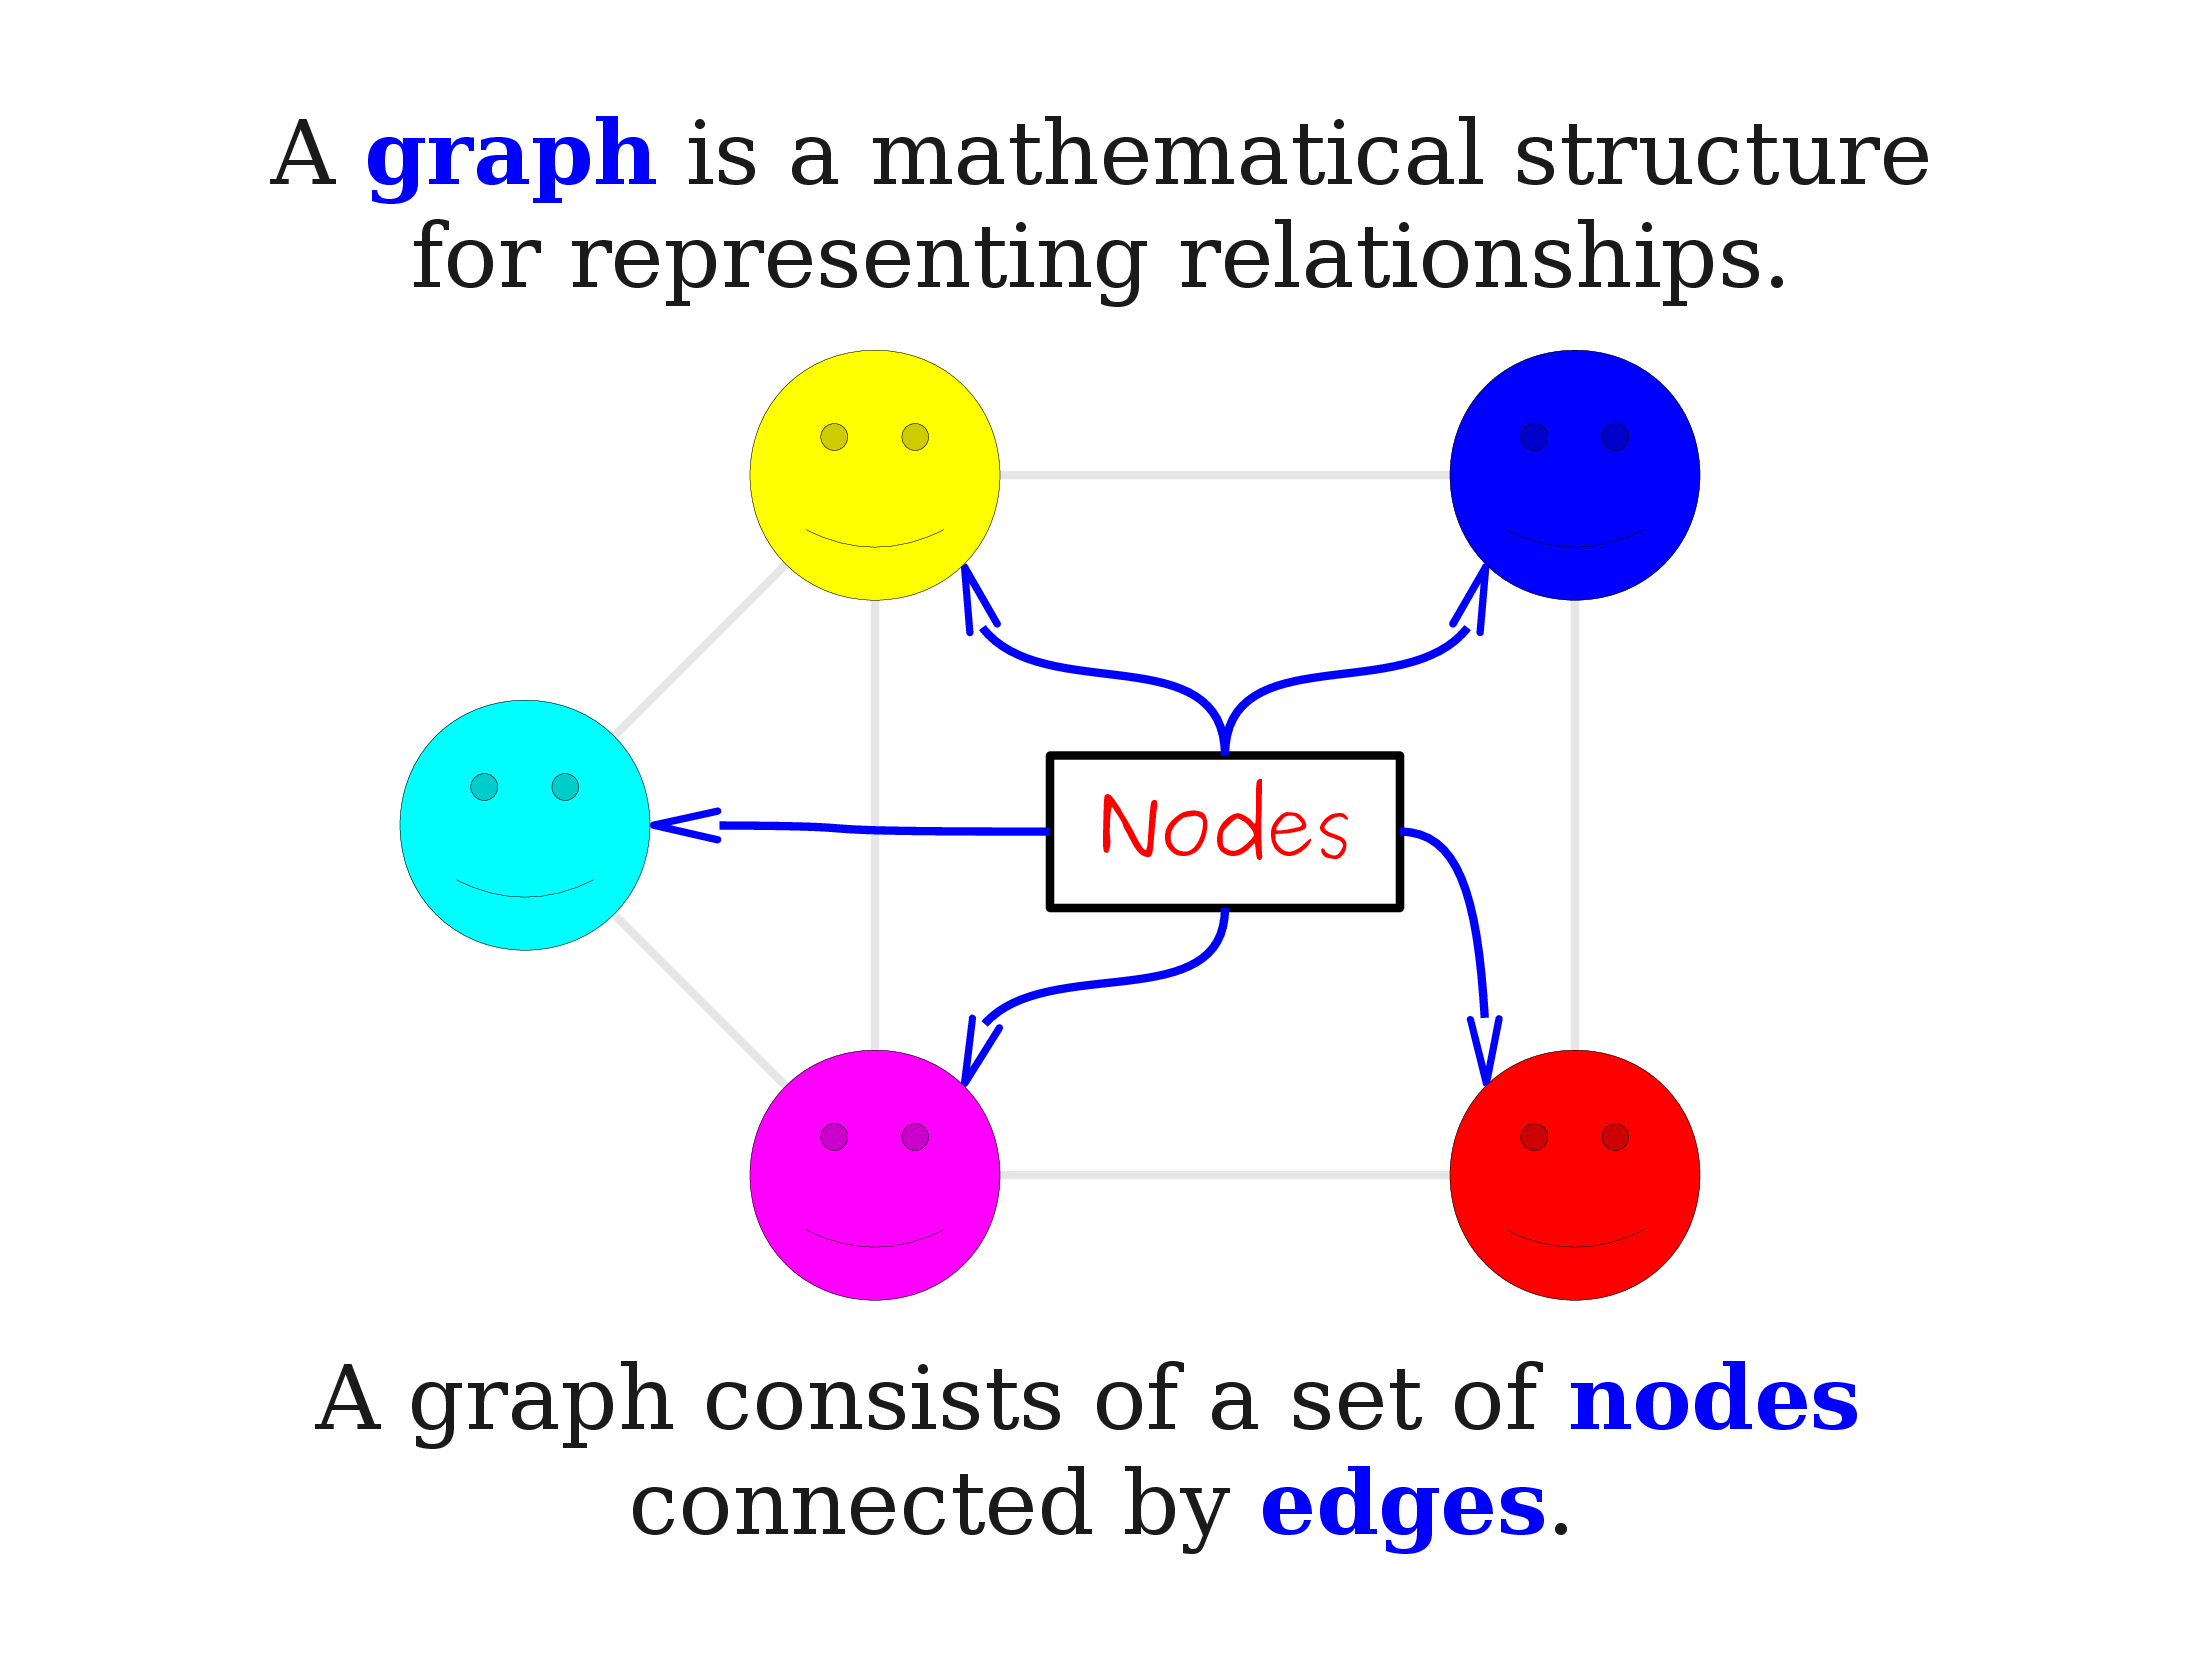 A graph is a mathematical structure
for representing relationships.
Nodes
A graph consists of a set of nodes
connected by edges.